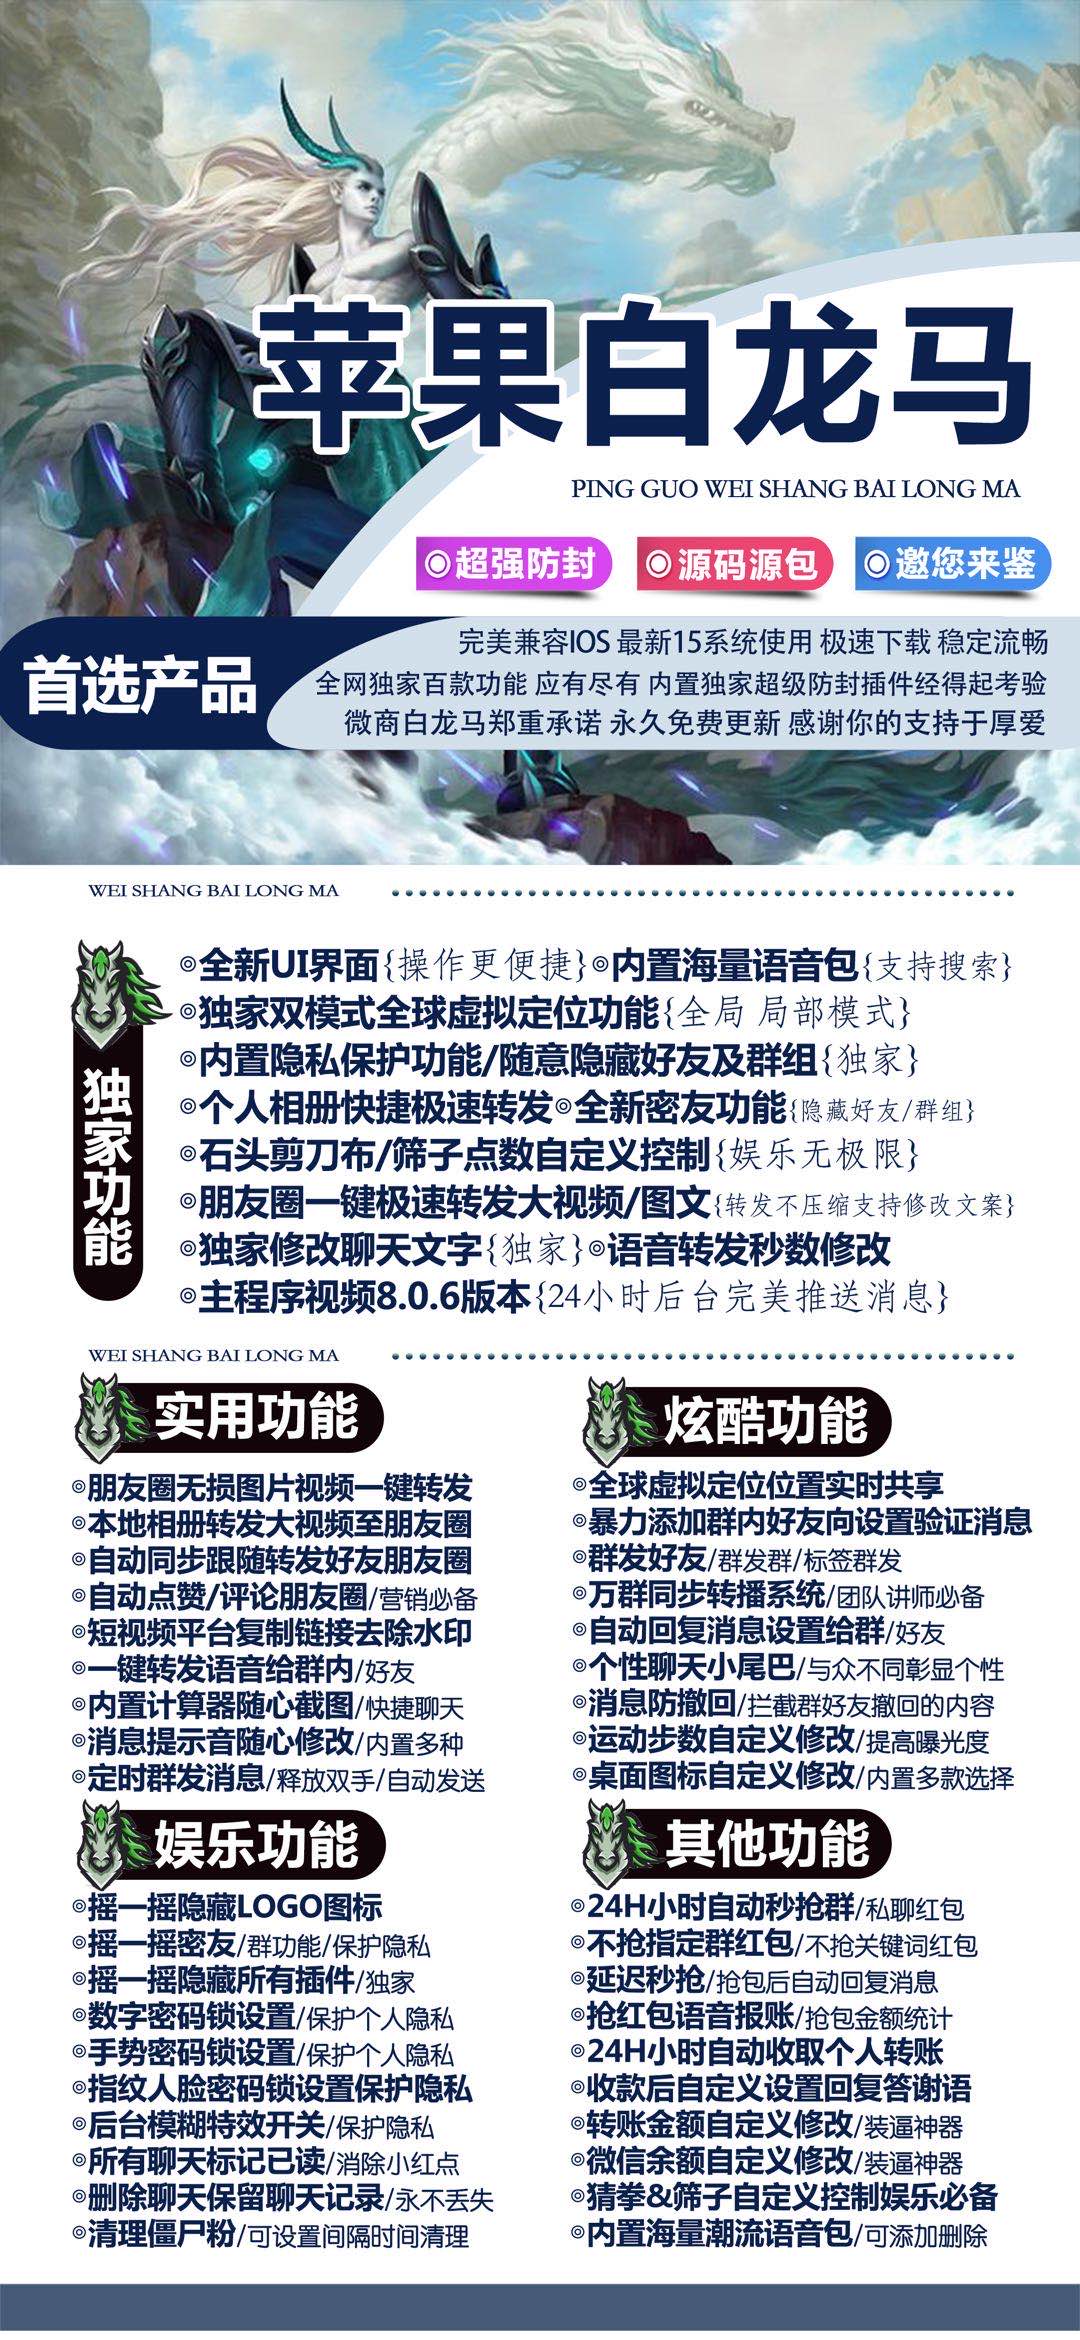 苹果白龙马
PING GUO WEI SHANG BAI LONG MA
超强防封 源码源包 邀您来鉴
首选产品
完美兼容IOS 最新15系统使用 极速下载 稳定流畅
全网独家百款功能 应有尽有 内置独家超级防封插件经得起考验
微商白龙马郑重承诺 永久免费更新 感谢你的支持于厚爱
WEI SHANG BAI LONG MA
独家功能
◎全新UI界面{操作更便捷}◎内置海量语音包{支持搜索}
◎独家双模式全球虚拟定位功能{全局 局部模式}
◎内置隐私保护功能/随意隐藏好友及群组{独家}
◎个人相册快捷极速转发◎全新密友功能{隐藏好友/群组}
◎石头剪刀布/筛子点数自定义控制{娱乐无极限}
◎朋友圈一键极速转发大视频/图文{转发不压缩支持修改文案}
◎独家修改聊天文字{独家}◎语音转发秒数修改
◎主程序视频8.0.6版本{24小时后台完美推送消息}
WEI SHANG BAI LONG MA
实用功能
◎朋友圈无损图片视频一键转发
◎本地相册转发大视频至朋友圈
◎自动同步跟随转发好友朋友圈
◎自动点赞/评论朋友圈/营销必备
◎短视频平台复制链接去除水印
◎一键转发语音给群内/好友
◎内置计算器随心截图/快捷聊天
◎消息提示音随心修改/内置多种
◎定时群发消息/释放双手/自动发送
炫酷功能
◎全球虚拟定位位置实时共享
◎暴力添加群内好友向设置验证消息
◎群发好友/群发群/标签群发
◎万群同步转播系统/团队讲师必备
◎自动回复消息设置给群/好友
◎个性聊天小尾巴/与众不同彰显个性
◎消息防撤回/拦截群好友撤回的内容
◎运动步数自定义修改/提高曝光度
◎桌面图标自定义修改/内置多款选择
娱乐功能
◎摇一摇隐藏LOGO图标
◎摇一摇密友/群功能/保护隐私
◎摇一摇隐藏所有插件/独家
◎数字密码锁设置/保护个人隐私
◎手势密码锁设置/保护个人隐私
◎指纹人脸密码锁设置保护隐私
◎后台模糊特效开关/保护隐私
◎所有聊天标记已读/消除小红点
◎删除聊天保留聊天记录/永不丢失
◎清理僵尸粉/可设置间隔时间清理
其他功能
◎24H小时自动秒抢群/私聊红包
◎不抢指定群红包/不抢关键词红包
◎延迟秒抢/抢包后自动回复消息
◎抢红包语音报账/抢包金额统计
◎24H小时自动收取个人转账
◎收款后自定义设置回复答谢语
◎转账金额自定义修改/装逼神器
◎微信余额自定义修改/装逼神器
◎猜拳&筛子自定义控制娱乐必备
◎内置海量潮流语音包/可添加删除